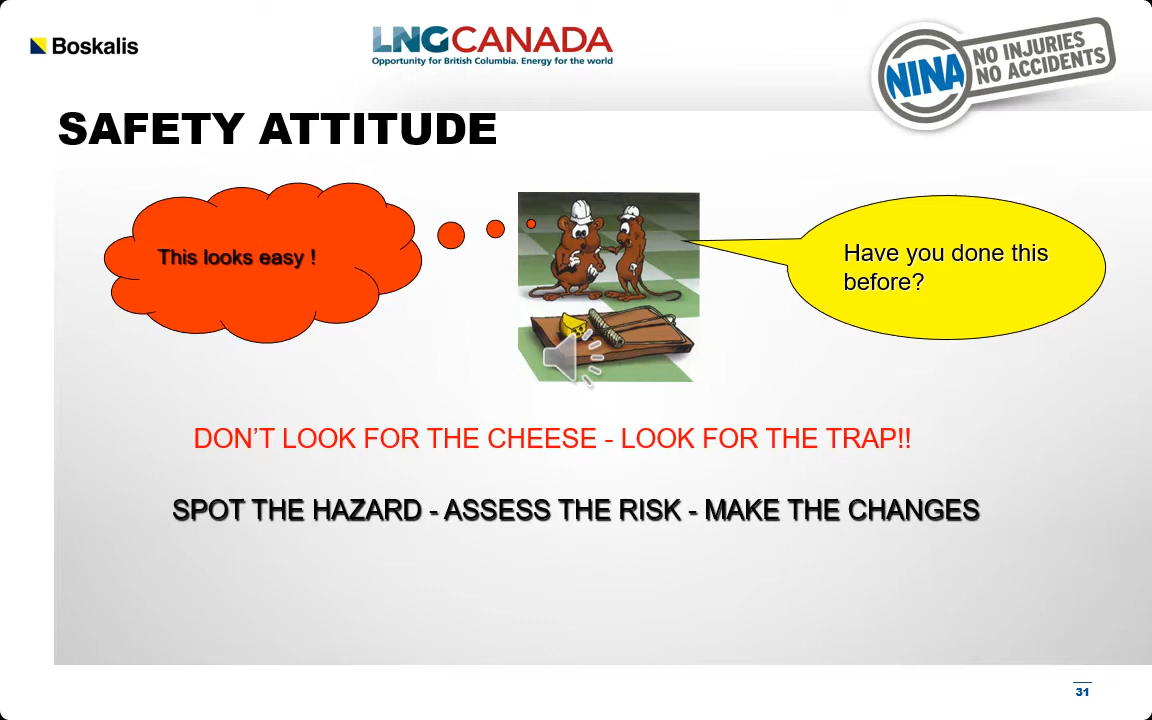 Boskalis
LNGCANADA
Opportunity for British Columbia. Energy for the world
NINA
NO INJURIES
NO ACCIDENTS
SAFETY ATTITUDE
This looks easy !
Have you done this
before?
DON’T LOOK FOR THE CHEESE - LOOK FOR THE TRAP!!
SPOT THE HAZARD - ASSESS THE RISK - MAKE THE CHANGES
31